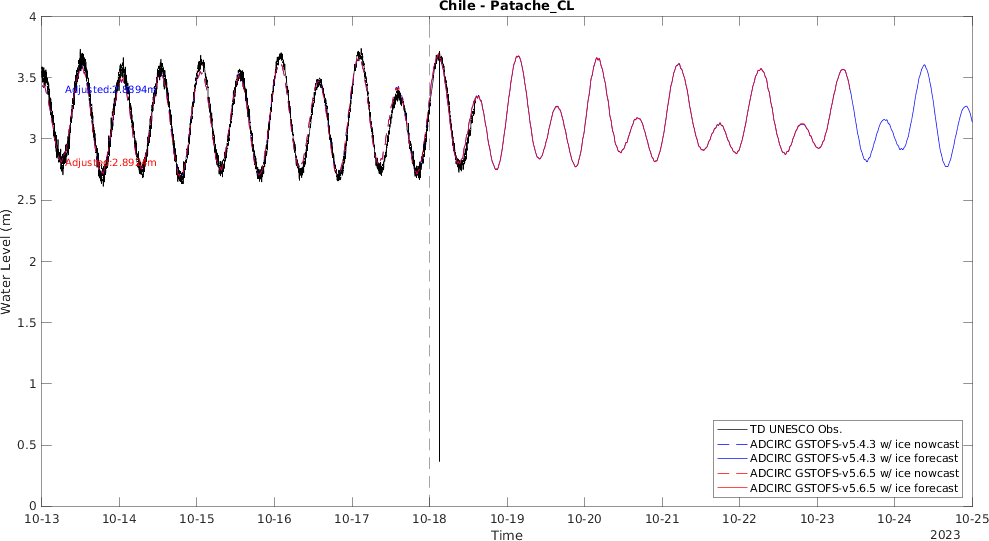 Chile - Patache_CL
4
3.5
3
2.5
2
1.5
1
0.5
0
Water Level (m)
Adjusted:2.8394m
TD UNESCO Obs.
ADCIRC GSTOFS-v5.4.3 w/ ice nowcast
ADCIRC GSTOFS-v5.4.3 w/ ice forecast
ADCIRC GSTOFS-v5.6.5 w/ ice nowcast
ADCIRC GSTOFS-v5.6.5 w/ ice forecast
10-13 10-14 10-15 10-16 10-17 10-18 10-19 10-20 10-21 10-22 10-23 10-24 10-25
Time
2023